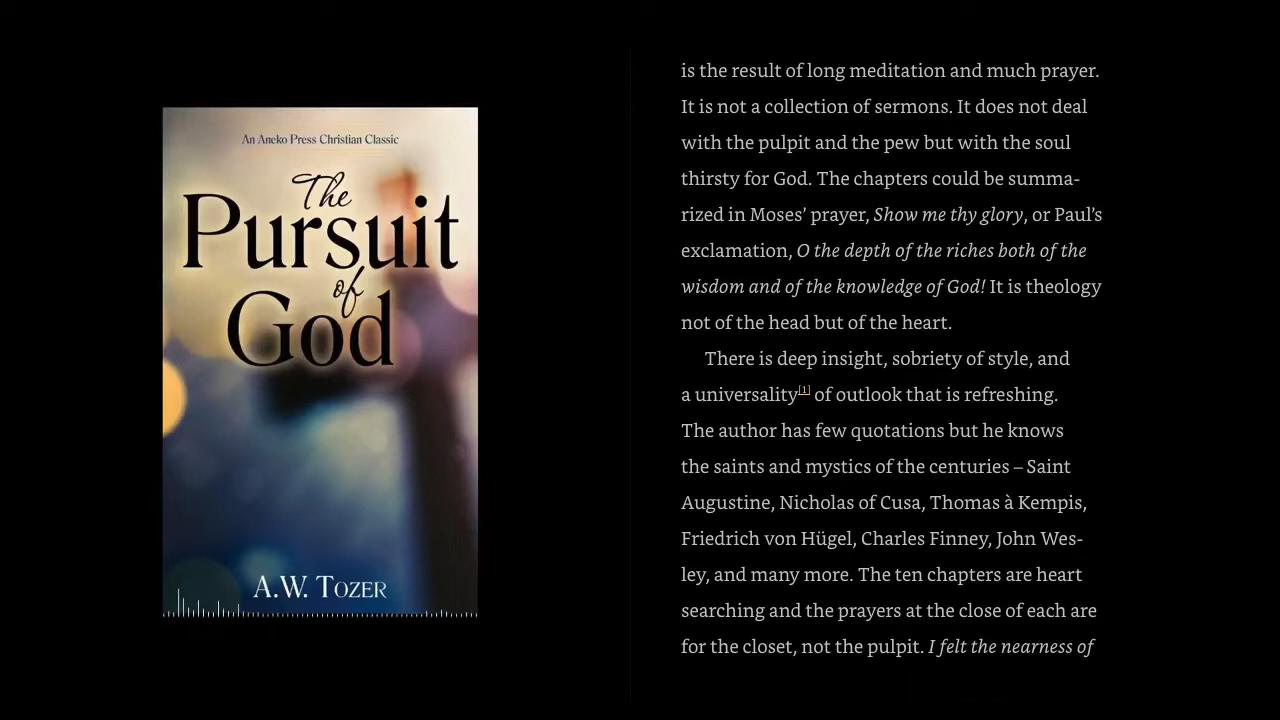 An Aneko Press Christian Classic
The
Pursuit
of
God
A.W. Tozer
is the result of long meditation and much prayer.
It is not a collection of sermons. It does not deal
with the pulpit and the pew but with the soul
thirsty for God. The chapters could be summa-
rized in Moses’ prayer, Show me thy glory, or Paul’s
exclamation, O the depth of the riches both of the
wisdom and of the knowledge of God! It is theology
not of the head but of the heart.
There is deep insight, sobriety of style, and
a universality[1] of outlook that is refreshing.
The author has few quotations but he knows
the saints and mystics of the centuries – Saint
Augustine, Nicholas of Cusa, Thomas à Kempis,
Friedrich von Hügel, Charles Finney, John Wes-
ley, and many more. The ten chapters are heart
searching and the prayers at the close of each are
for the closet, not the pulpit. I felt the nearness of